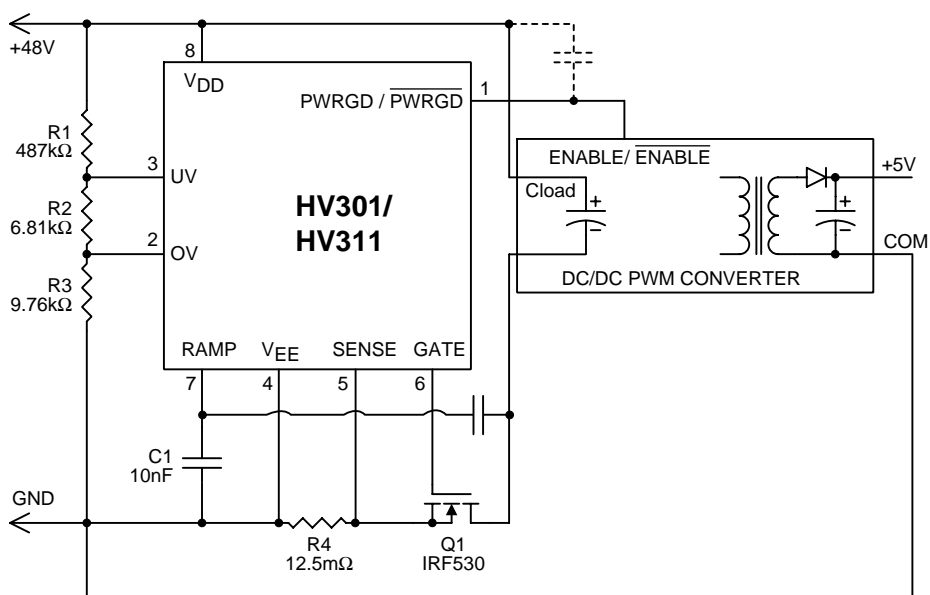 +48V
8
VDD
PWRGD / PWRGD
1
ENABLE/ ENABLE
R1
487kΩ
3
UV
Cload
+
+
+5V
R2
6.81kΩ
HV301/
HV311
2
OV
–
–
COM
R3
9.76kΩ
DC/DC PWM CONVERTER
RAMP
VEE
SENSE
GATE
7
4
5
6
C1
10nF
GND
R4
12.5mΩ
Q1
IRF530